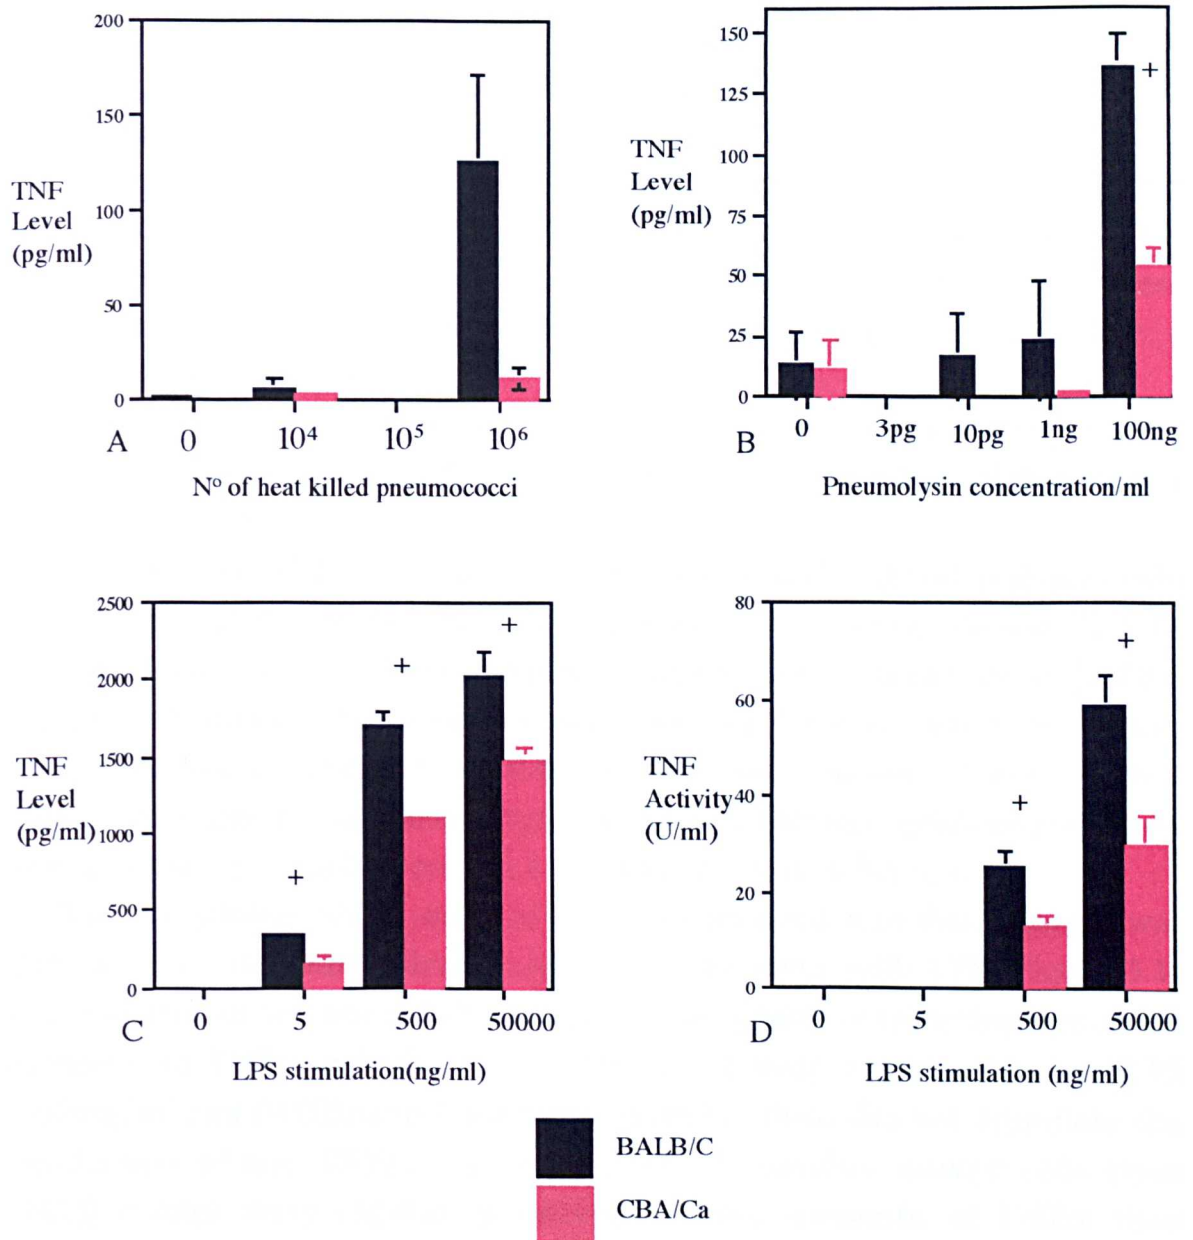 200
150
TNF
Level
100
(pg/ml)
50
0
0 10⁴ 10⁵ 10⁶
A
Nº of heat killed pneumococci
150
125
TNF
100
Level
(pg/ml)
75
50
25
0
0 3pg 10pg 1ng 100ng
B
Pneumolysin concentration/ml
+
2500
2000
1500
TNF
Level
(pg/ml)
1000
500
0
0 5 500 50000
C
LPS stimulation(ng/ml)
+
+
+
80
60
TNF
Activity
40
(U/ml)
20
0
0 5 500 50000
D
LPS stimulation (ng/ml)
+
+
BALB/C
CBA/Ca